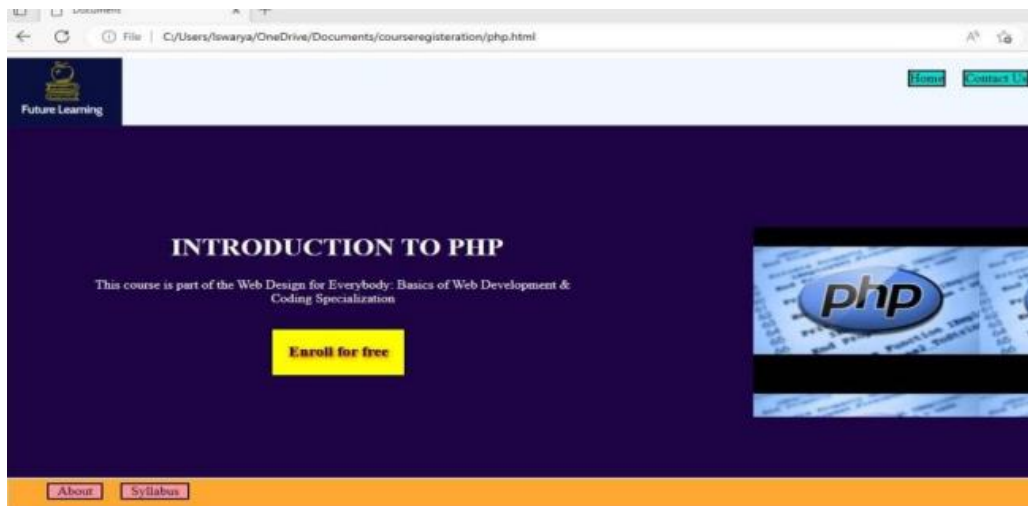 Document
File | C:/Users/Iswarya/OneDrive/Documents/courseregisteration/php.html
Future Learning
Home Contact Us
INTRODUCTION TO PHP
This course is part of the Web Design for Everybody: Basics of Web Development &
Coding Specialization
Enroll for free
php
About Syllabus